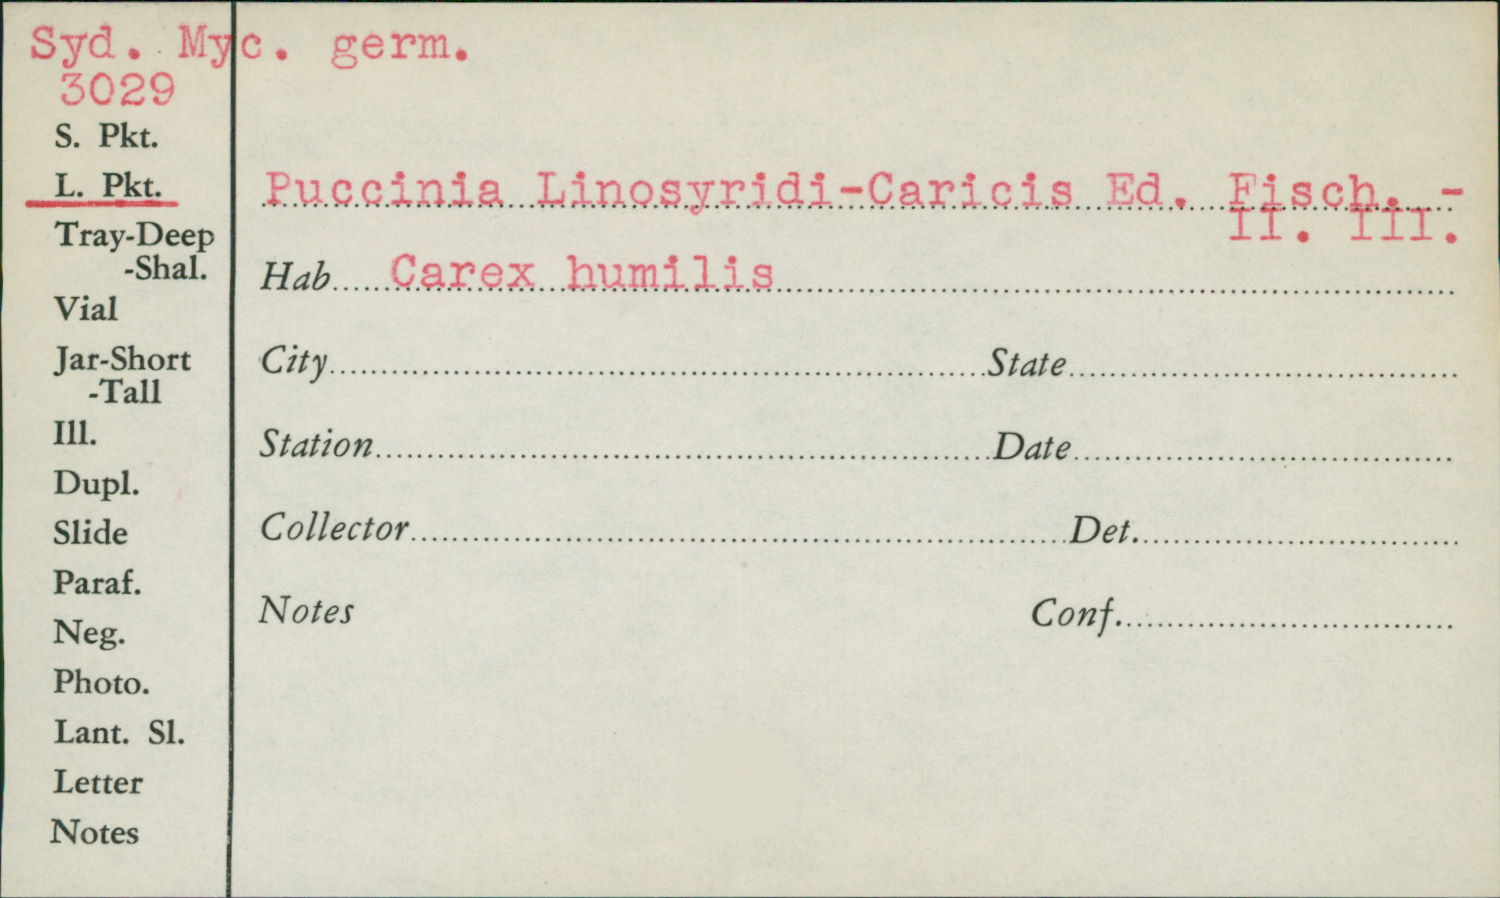 Syd. Myc. germ.
3029
S. Pkt.
L. Pkt.
Tray-Deep
-Shal.
Vial
Jar-Short
-Tall
Ill.
Dupl.
Slide
Paraf.
Neg.
Photo.
Lant. Sl.
Letter
Notes
Puccinia Linosyridi-Caricis Ed. Fisch. -
II. III.
Hab.....Carex humilis
City State
Station Date
Collector Det.
Notes Conf.